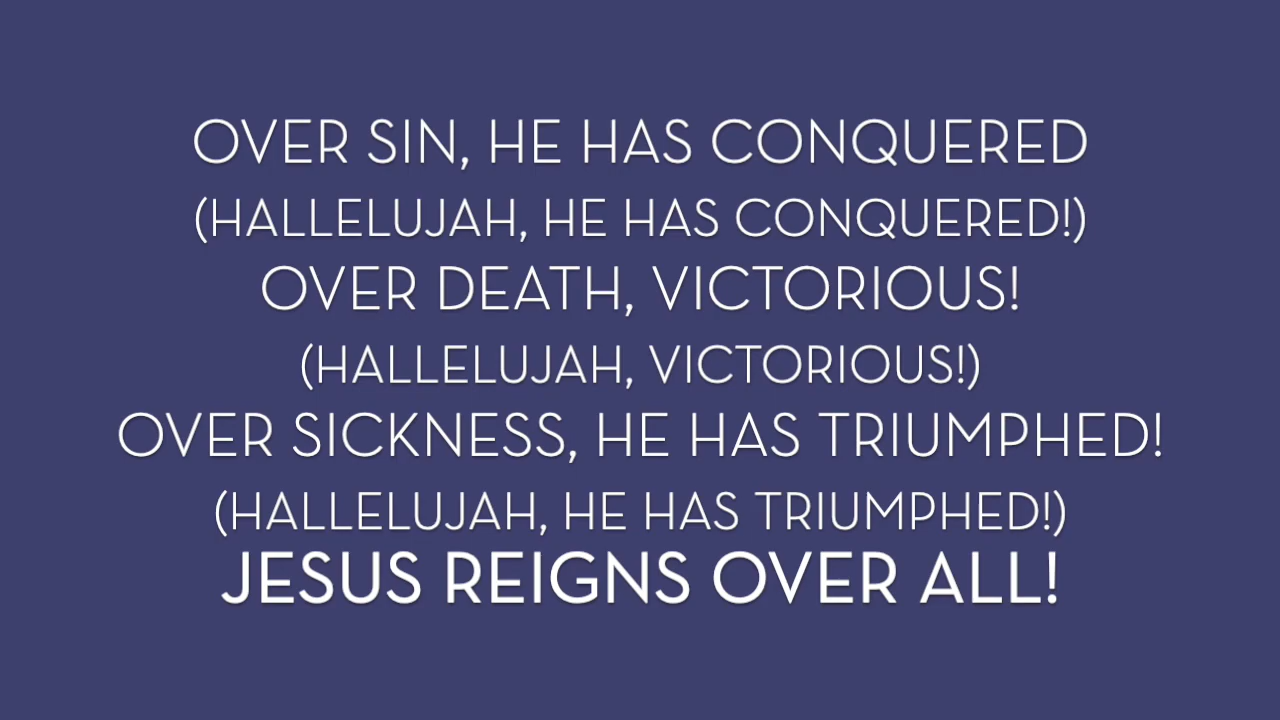 OVER SIN, HE HAS CONQUERED
(HALLELUJAH, HE HAS CONQUERED!)
OVER DEATH, VICTORIOUS!
(HALLELUJAH, VICTORIOUS!)
OVER SICKNESS, HE HAS TRIUMPHED!
(HALLELUJAH, HE HAS TRIUMPHED!)
JESUS REIGNS OVER ALL!